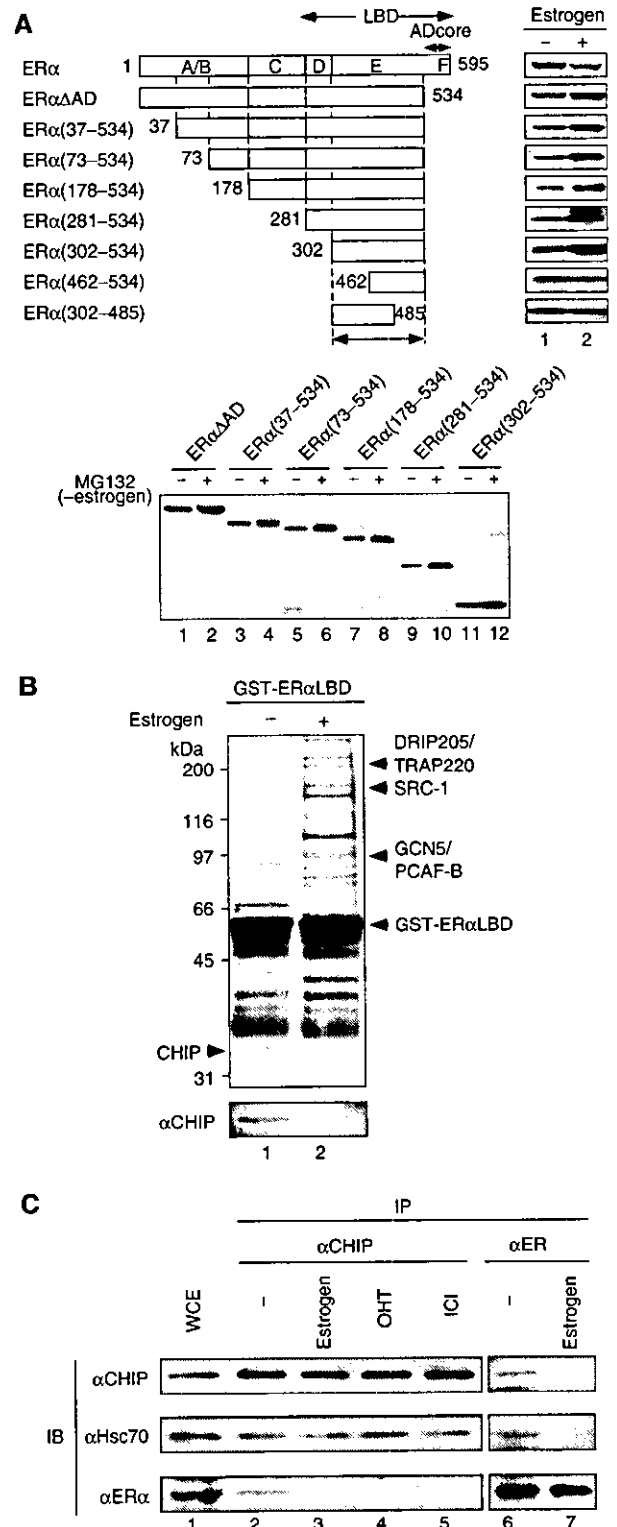 A
LBD
Estrogen
ADcore
− +
ERα 1 A/B C D E F 595
ERαΔAD 534
ERα(37–534) 37
ERα(73–534) 73
ERα(178–534) 178
ERα(281–534) 281
ERα(302–534) 302
ERα(462–534) 462
ERα(302–485) 485
1 2
ERαΔAD ERα(37–534) ERα(73–534) ERα(178–534) ERα(281–534) ERα(302–534)
MG132 − + − + − + − + − + − +
(−estrogen)
1 2 3 4 5 6 7 8 9 10 11 12
B
GST-ERαLBD
Estrogen − +
kDa
DRIP205/
TRAP220
200
SRC-1
116
97
GCN5/
PCAF-B
66
GST-ERαLBD
45
CHIP
31
αCHIP
1 2
C
IP
αCHIP αER
WCE − Estrogen OHT ICI − Estrogen
αCHIP
IB αHsc70
αERα
1 2 3 4 5 6 7